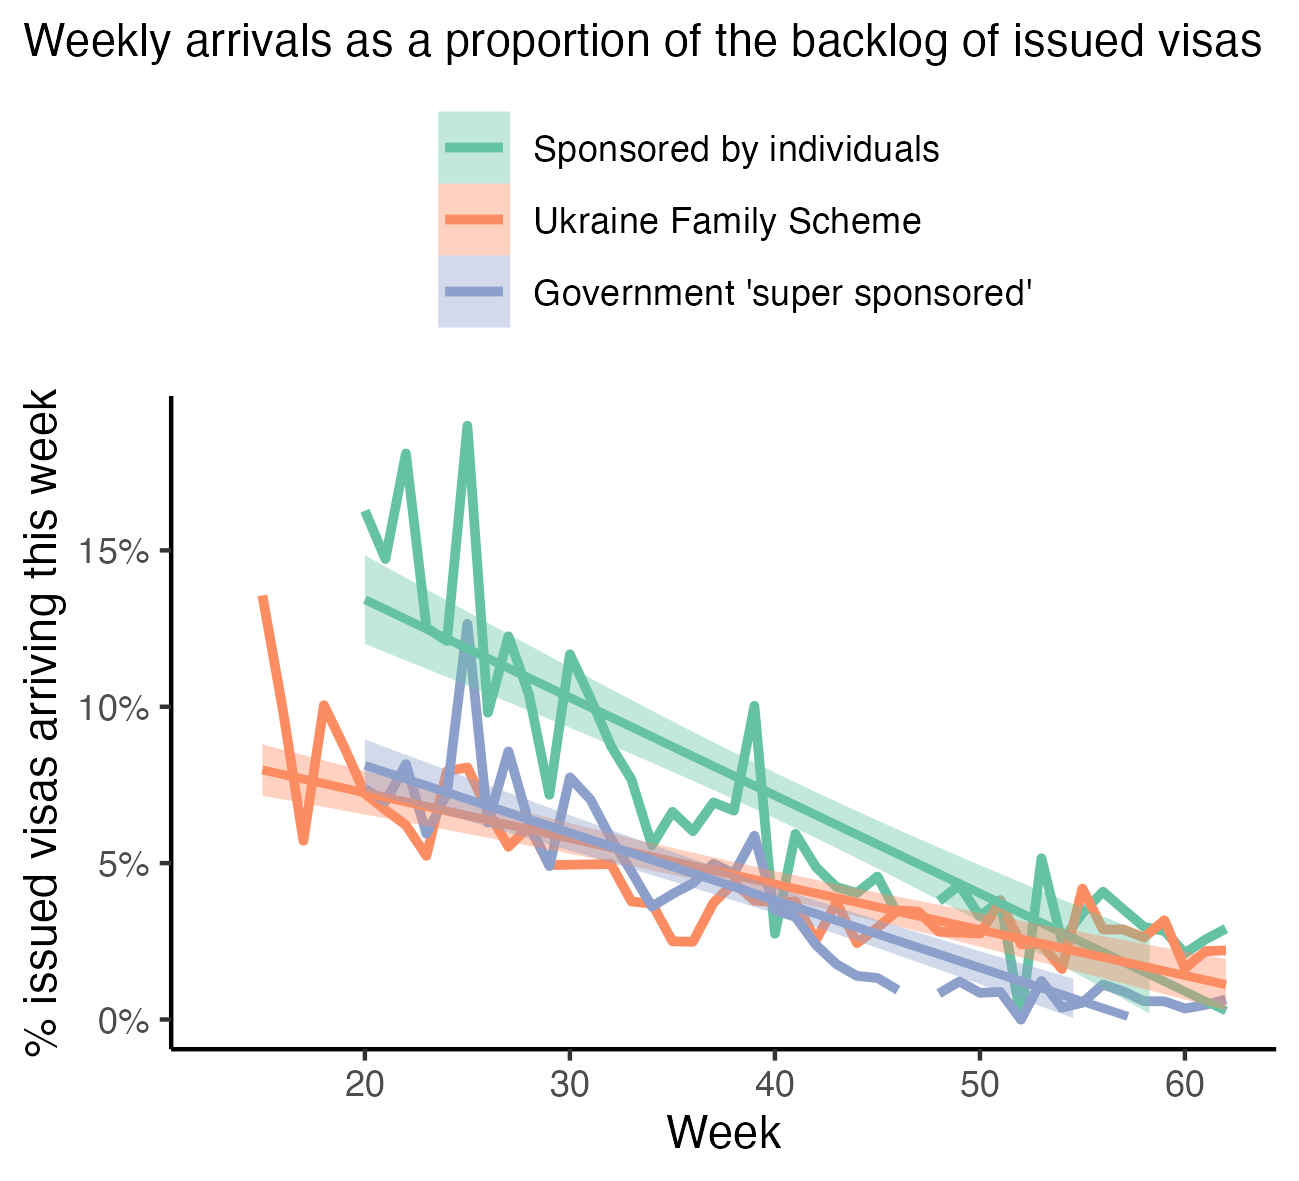 Weekly arrivals as a proportion of the backlog of issued visas
Sponsored by individuals
Ukraine Family Scheme
Government 'super sponsored'
% issued visas arriving this week
15%
10%
5%
0%
20 30 40 50 60
Week